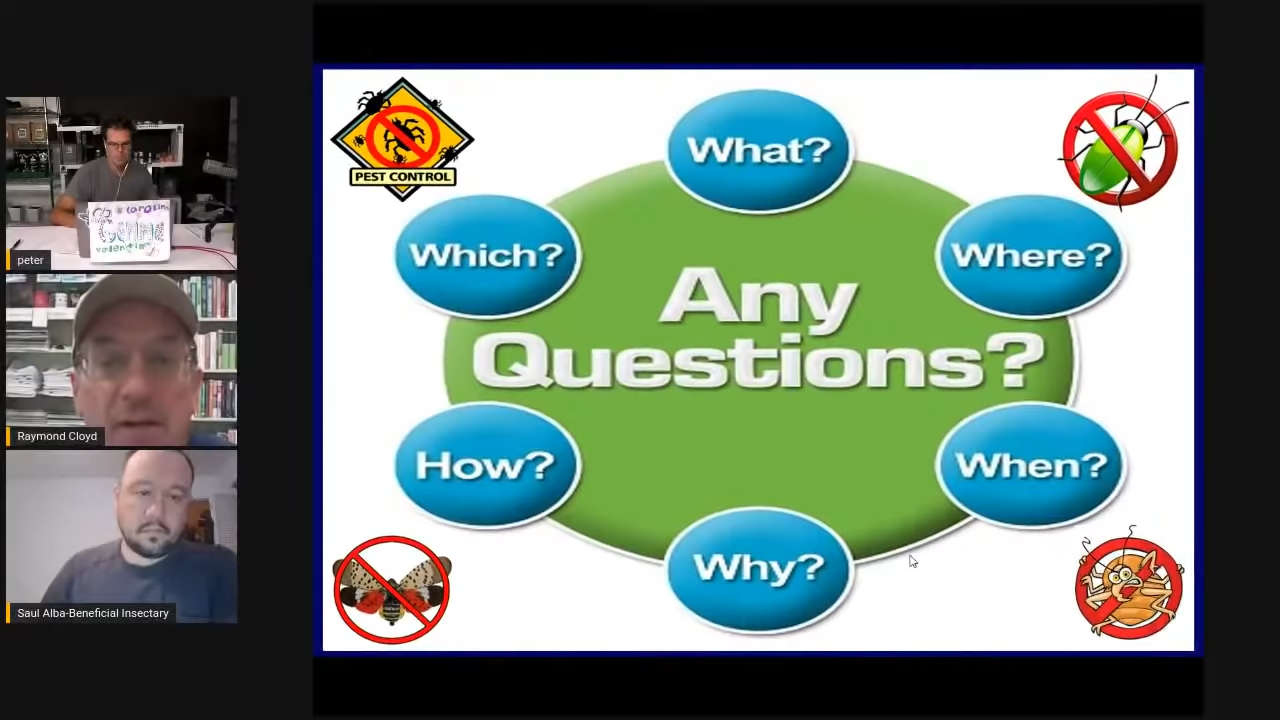 peter
Raymond Cloyd
Saul Alba-Beneficial Insectary
PEST CONTROL
What?
Which?
Where?
Any
Questions?
How?
When?
Why?